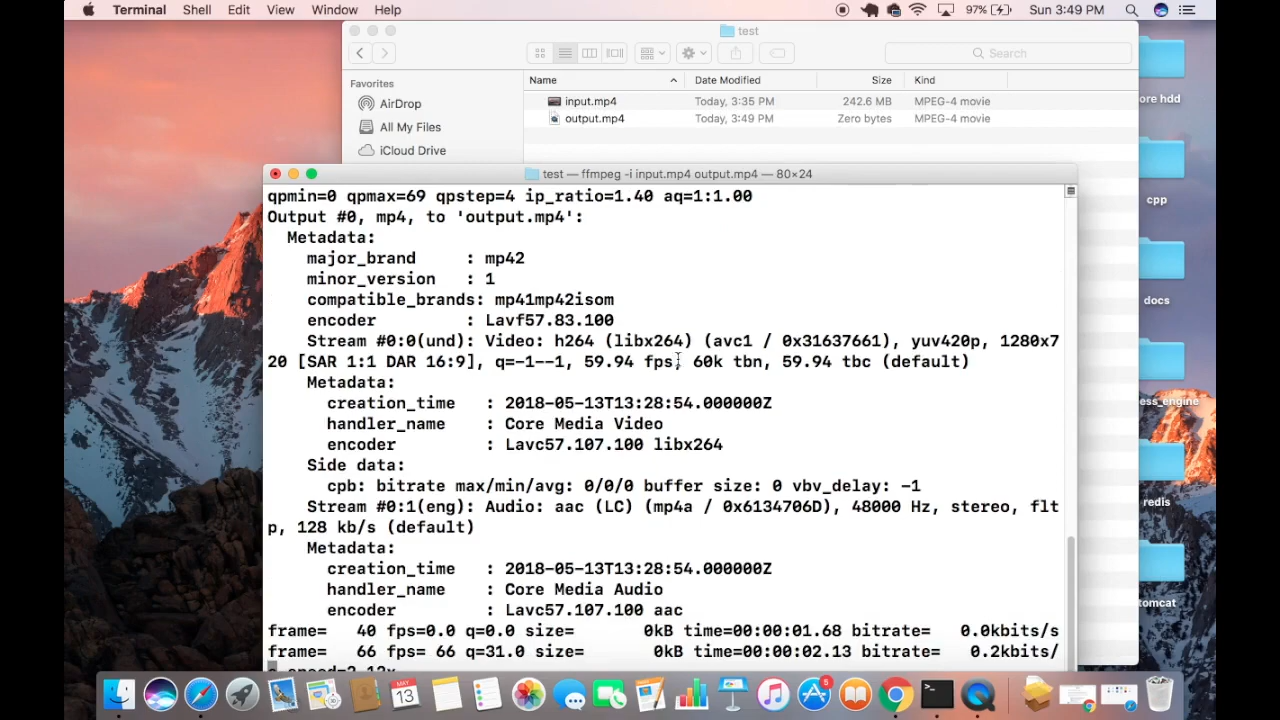 Terminal Shell Edit View Window Help 97% Sun 3:49 PM
test
Search
Favorites
Name Date Modified Size Kind
AirDrop
input.mp4 Today, 3:35 PM 242.6 MB MPEG-4 movie
All My Files
output.mp4 Today, 3:49 PM Zero bytes MPEG-4 movie
iCloud Drive
test — ffmpeg -i input.mp4 output.mp4 — 80×24
qpmin=0 qpmax=69 qpstep=4 ip_ratio=1.40 aq=1:1.00
Output #0, mp4, to 'output.mp4':
Metadata:
major_brand : mp42
minor_version : 1
compatible_brands: mp41mp42isom
encoder : Lavf57.83.100
Stream #0:0(und): Video: h264 (libx264) (avc1 / 0x31637661), yuv420p, 1280x7
20 [SAR 1:1 DAR 16:9], q=-1--1, 59.94 fps, 60k tbn, 59.94 tbc (default)
Metadata:
creation_time : 2018-05-13T13:28:54.000000Z
handler_name : Core Media Video
encoder : Lavc57.107.100 libx264
Side data:
cpb: bitrate max/min/avg: 0/0/0 buffer size: 0 vbv_delay: -1
Stream #0:1(eng): Audio: aac (LC) (mp4a / 0x6134706D), 48000 Hz, stereo, flt
p, 128 kb/s (default)
Metadata:
creation_time : 2018-05-13T13:28:54.000000Z
handler_name : Core Media Audio
encoder : Lavc57.107.100 aac
frame= 40 fps=0.0 q=0.0 size= 0kB time=00:00:01.68 bitrate= 0.0kbits/s
frame= 66 fps= 66 q=31.0 size= 0kB time=00:00:02.13 bitrate= 0.2kbits/
ore hdd
cpp
docs
ess_engine
redis
tomcat
MAY
13
5